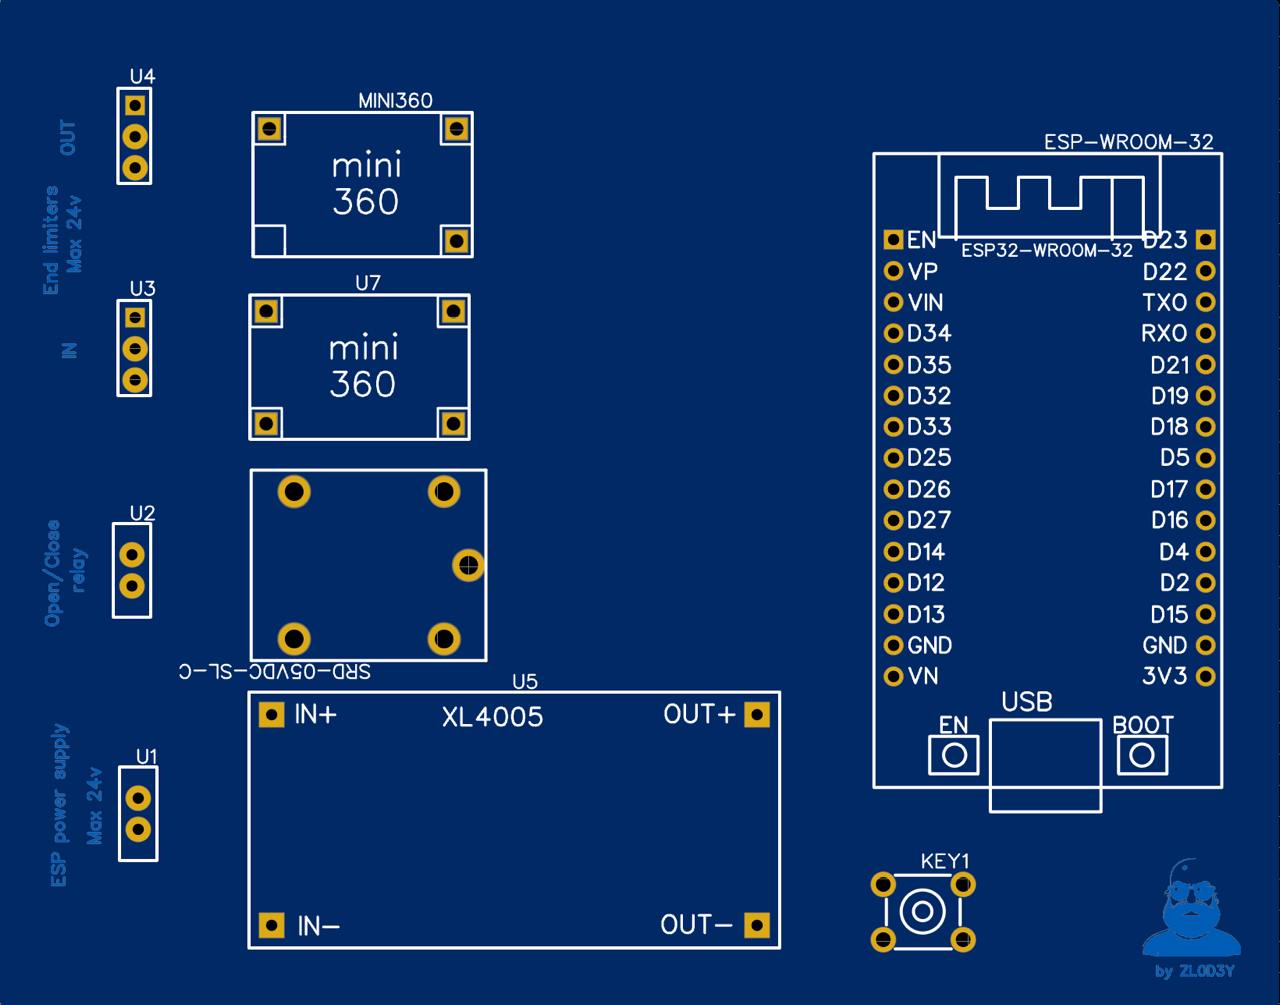 U4
OUT
End limiters
Max 24v
U3
IN
U2
Open/Close
relay
U1
ESP power supply
Max 24v
MINI360
mini
360
U7
mini
360
SRD-05VDC-SL-C
U5
XL4005
IN+
OUT+
IN-
OUT-
ESP-WROOM-32
ESP32-WROOM-32
EN
VP
VIN
D34
D35
D32
D33
D25
D26
D27
D14
D12
D13
GND
VN
D23
D22
TX0
RX0
D21
D19
D18
D5
D17
D16
D4
D2
D15
GND
3V3
USB
EN
BOOT
KEY1
by ZL0D3Y